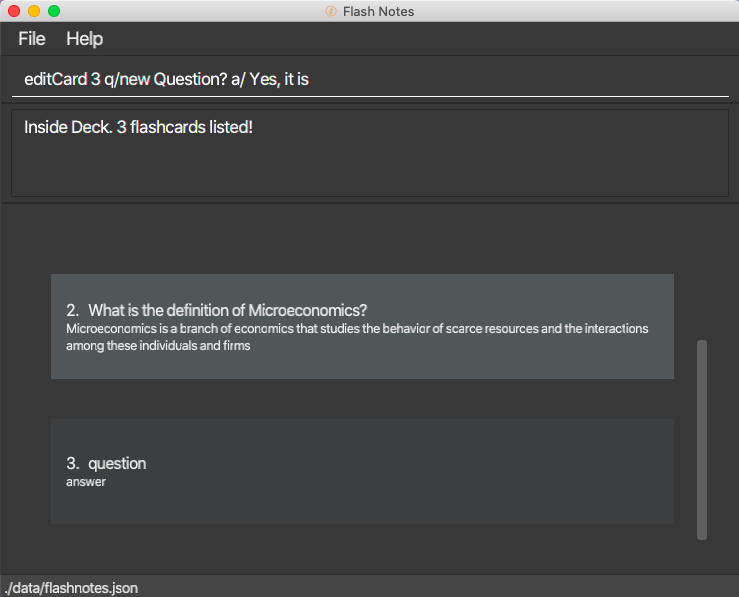 Flash Notes
File Help
editCard 3 q/new Question? a/ Yes, it is
Inside Deck. 3 flashcards listed!
2. What is the definition of Microeconomics?
Microeconomics is a branch of economics that studies the behavior of scarce resources and the interactions
among these individuals and firms
3. question
answer
./data/flashnotes.json